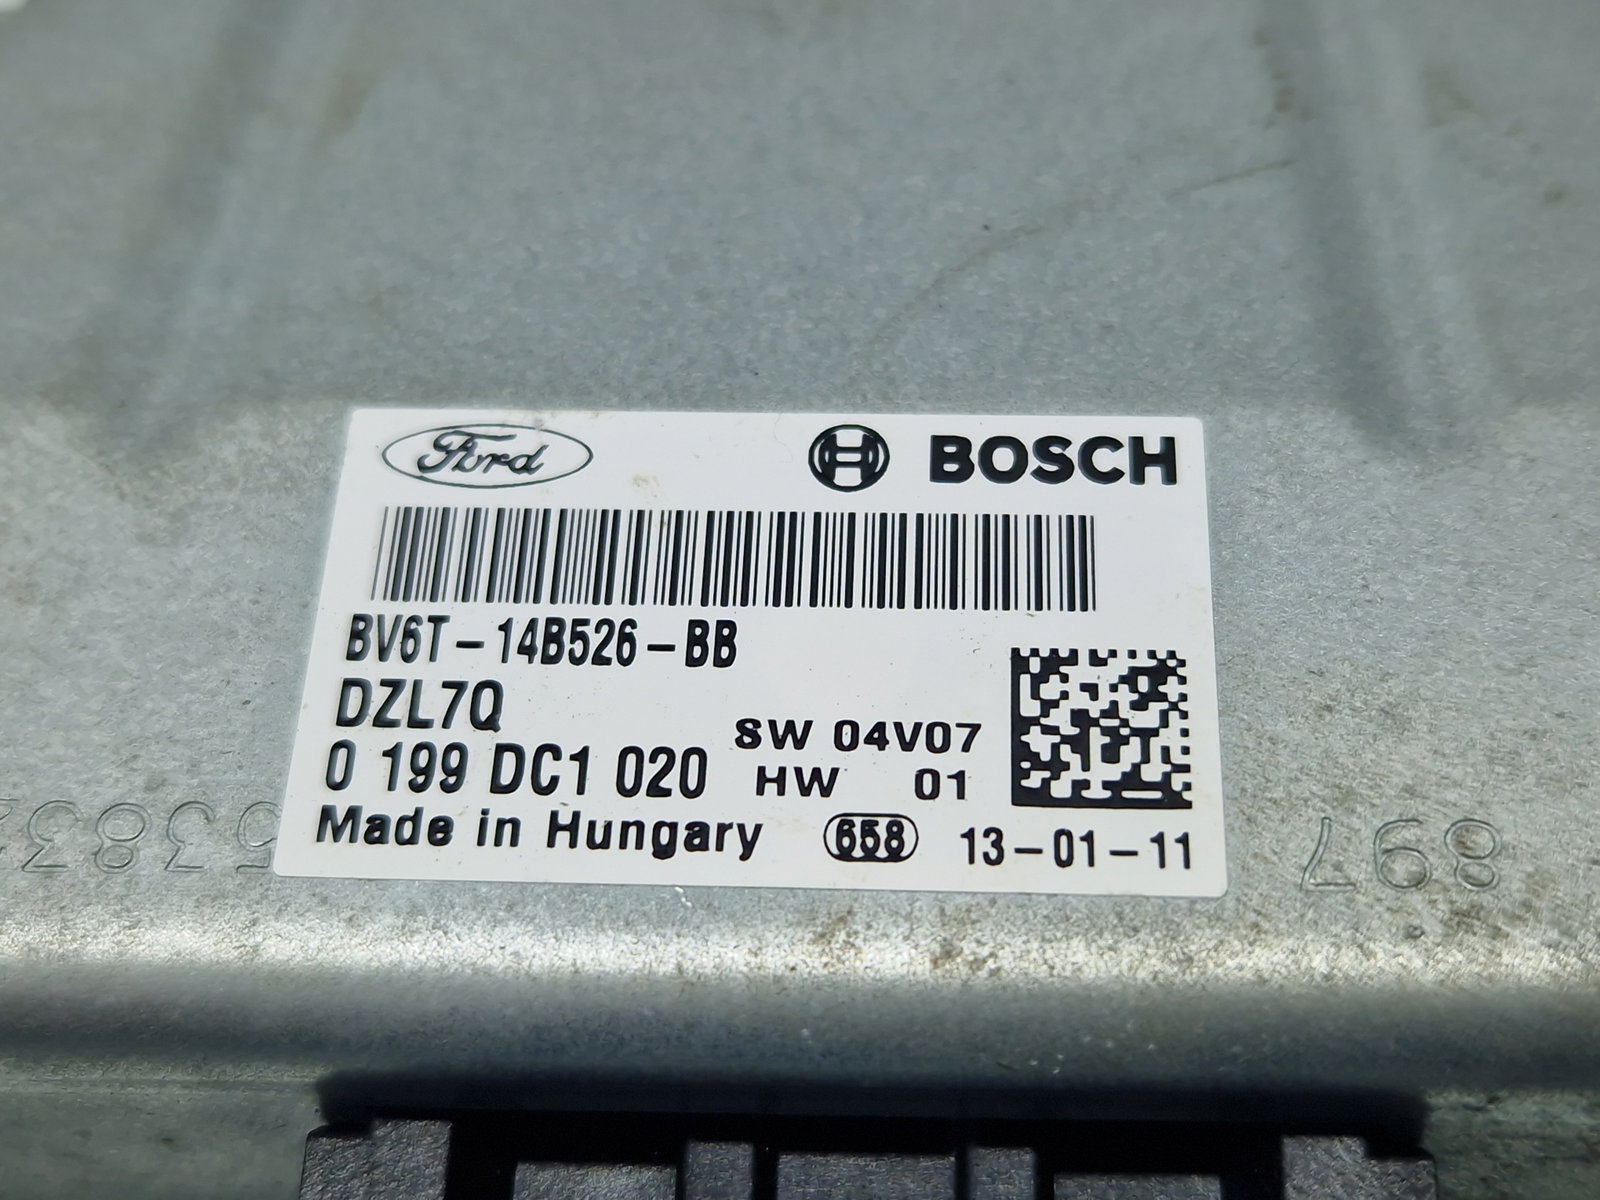 Ford BOSCH
BV6T-14B526-BB
DZL7Q
SW 04V07
0 199 DC1 020
HW 01
Made in Hungary 658 13-01-11
897